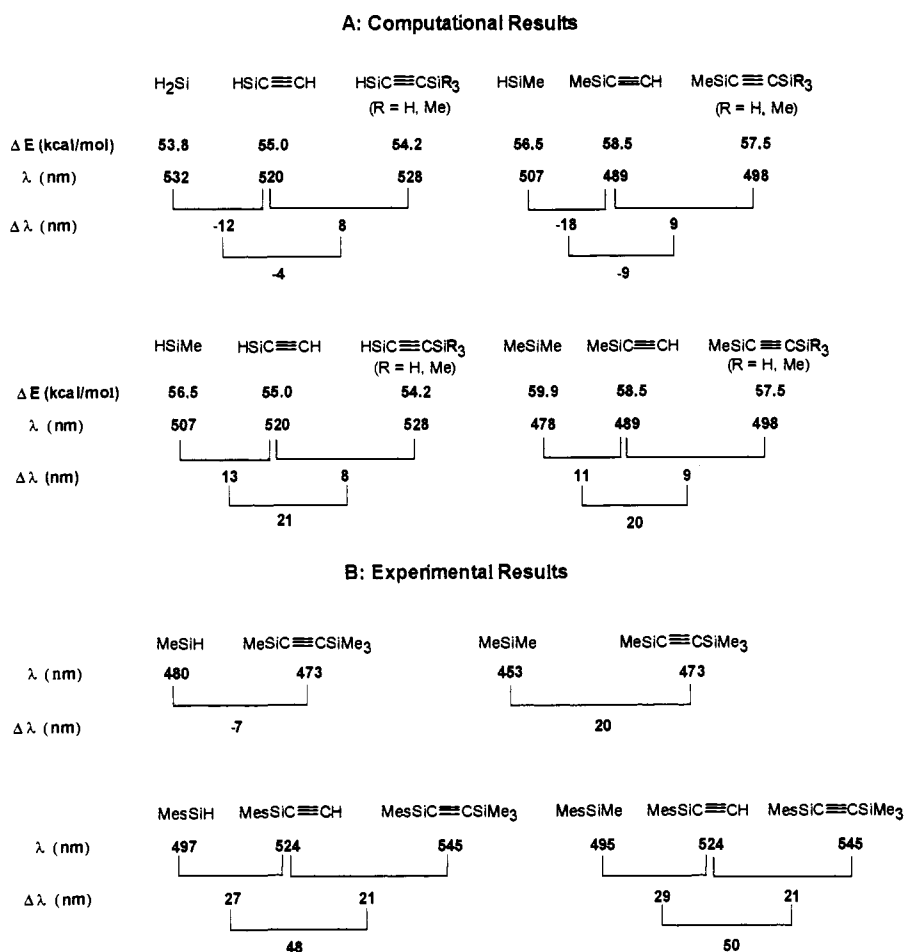 A: Computational Results
H₂Si HSiC≡CH HSiC≡CSiR₃ HSiMe MeSiC≡CH MeSiC≡CSiR₃
(R = H, Me) (R = H, Me)
Δ E (kcal/mol) 53.8 55.0 54.2 56.5 58.5 57.5
λ (nm) 532 520 528 507 489 498
Δ λ (nm) -12 8 -18 9
-4 -9
HSiMe HSiC≡CH HSiC≡CSiR₃ MeSiMe MeSiC≡CH MeSiC≡CSiR₃
(R = H, Me) (R = H, Me)
Δ E (kcal/mol) 56.5 55.0 54.2 59.9 58.5 57.5
λ (nm) 507 520 528 478 489 498
Δ λ (nm) 13 8 11 9
21 20
B: Experimental Results
MeSiH MeSiC≡CSiMe₃ MeSiMe MeSiC≡CSiMe₃
λ (nm) 480 473 453 473
Δ λ (nm) -7 20
MesSiH MesSiC≡CH MesSiC≡CSiMe₃ MesSiMe MesSiC≡CH MesSiC≡CSiMe₃
λ (nm) 497 524 545 495 524 545
Δ λ (nm) 27 21 29 21
48 50